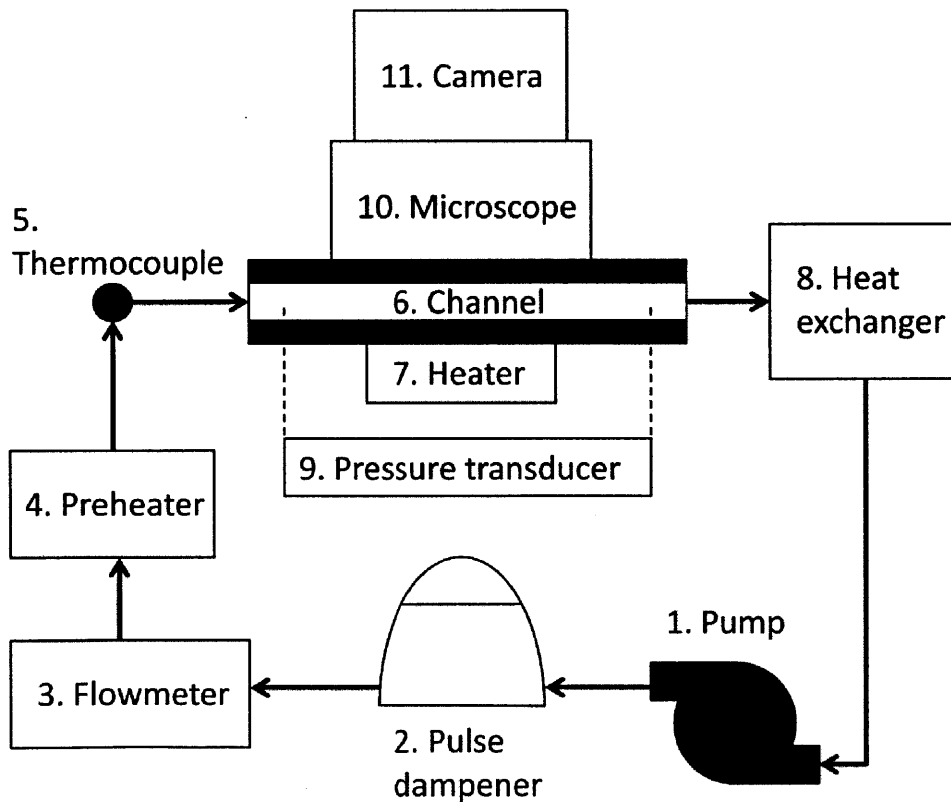 11. Camera
10. Microscope
5.
Thermocouple
6. Channel
8. Heat
exchanger
7. Heater
9. Pressure transducer
4. Preheater
1. Pump
3. Flowmeter
2. Pulse
dampener